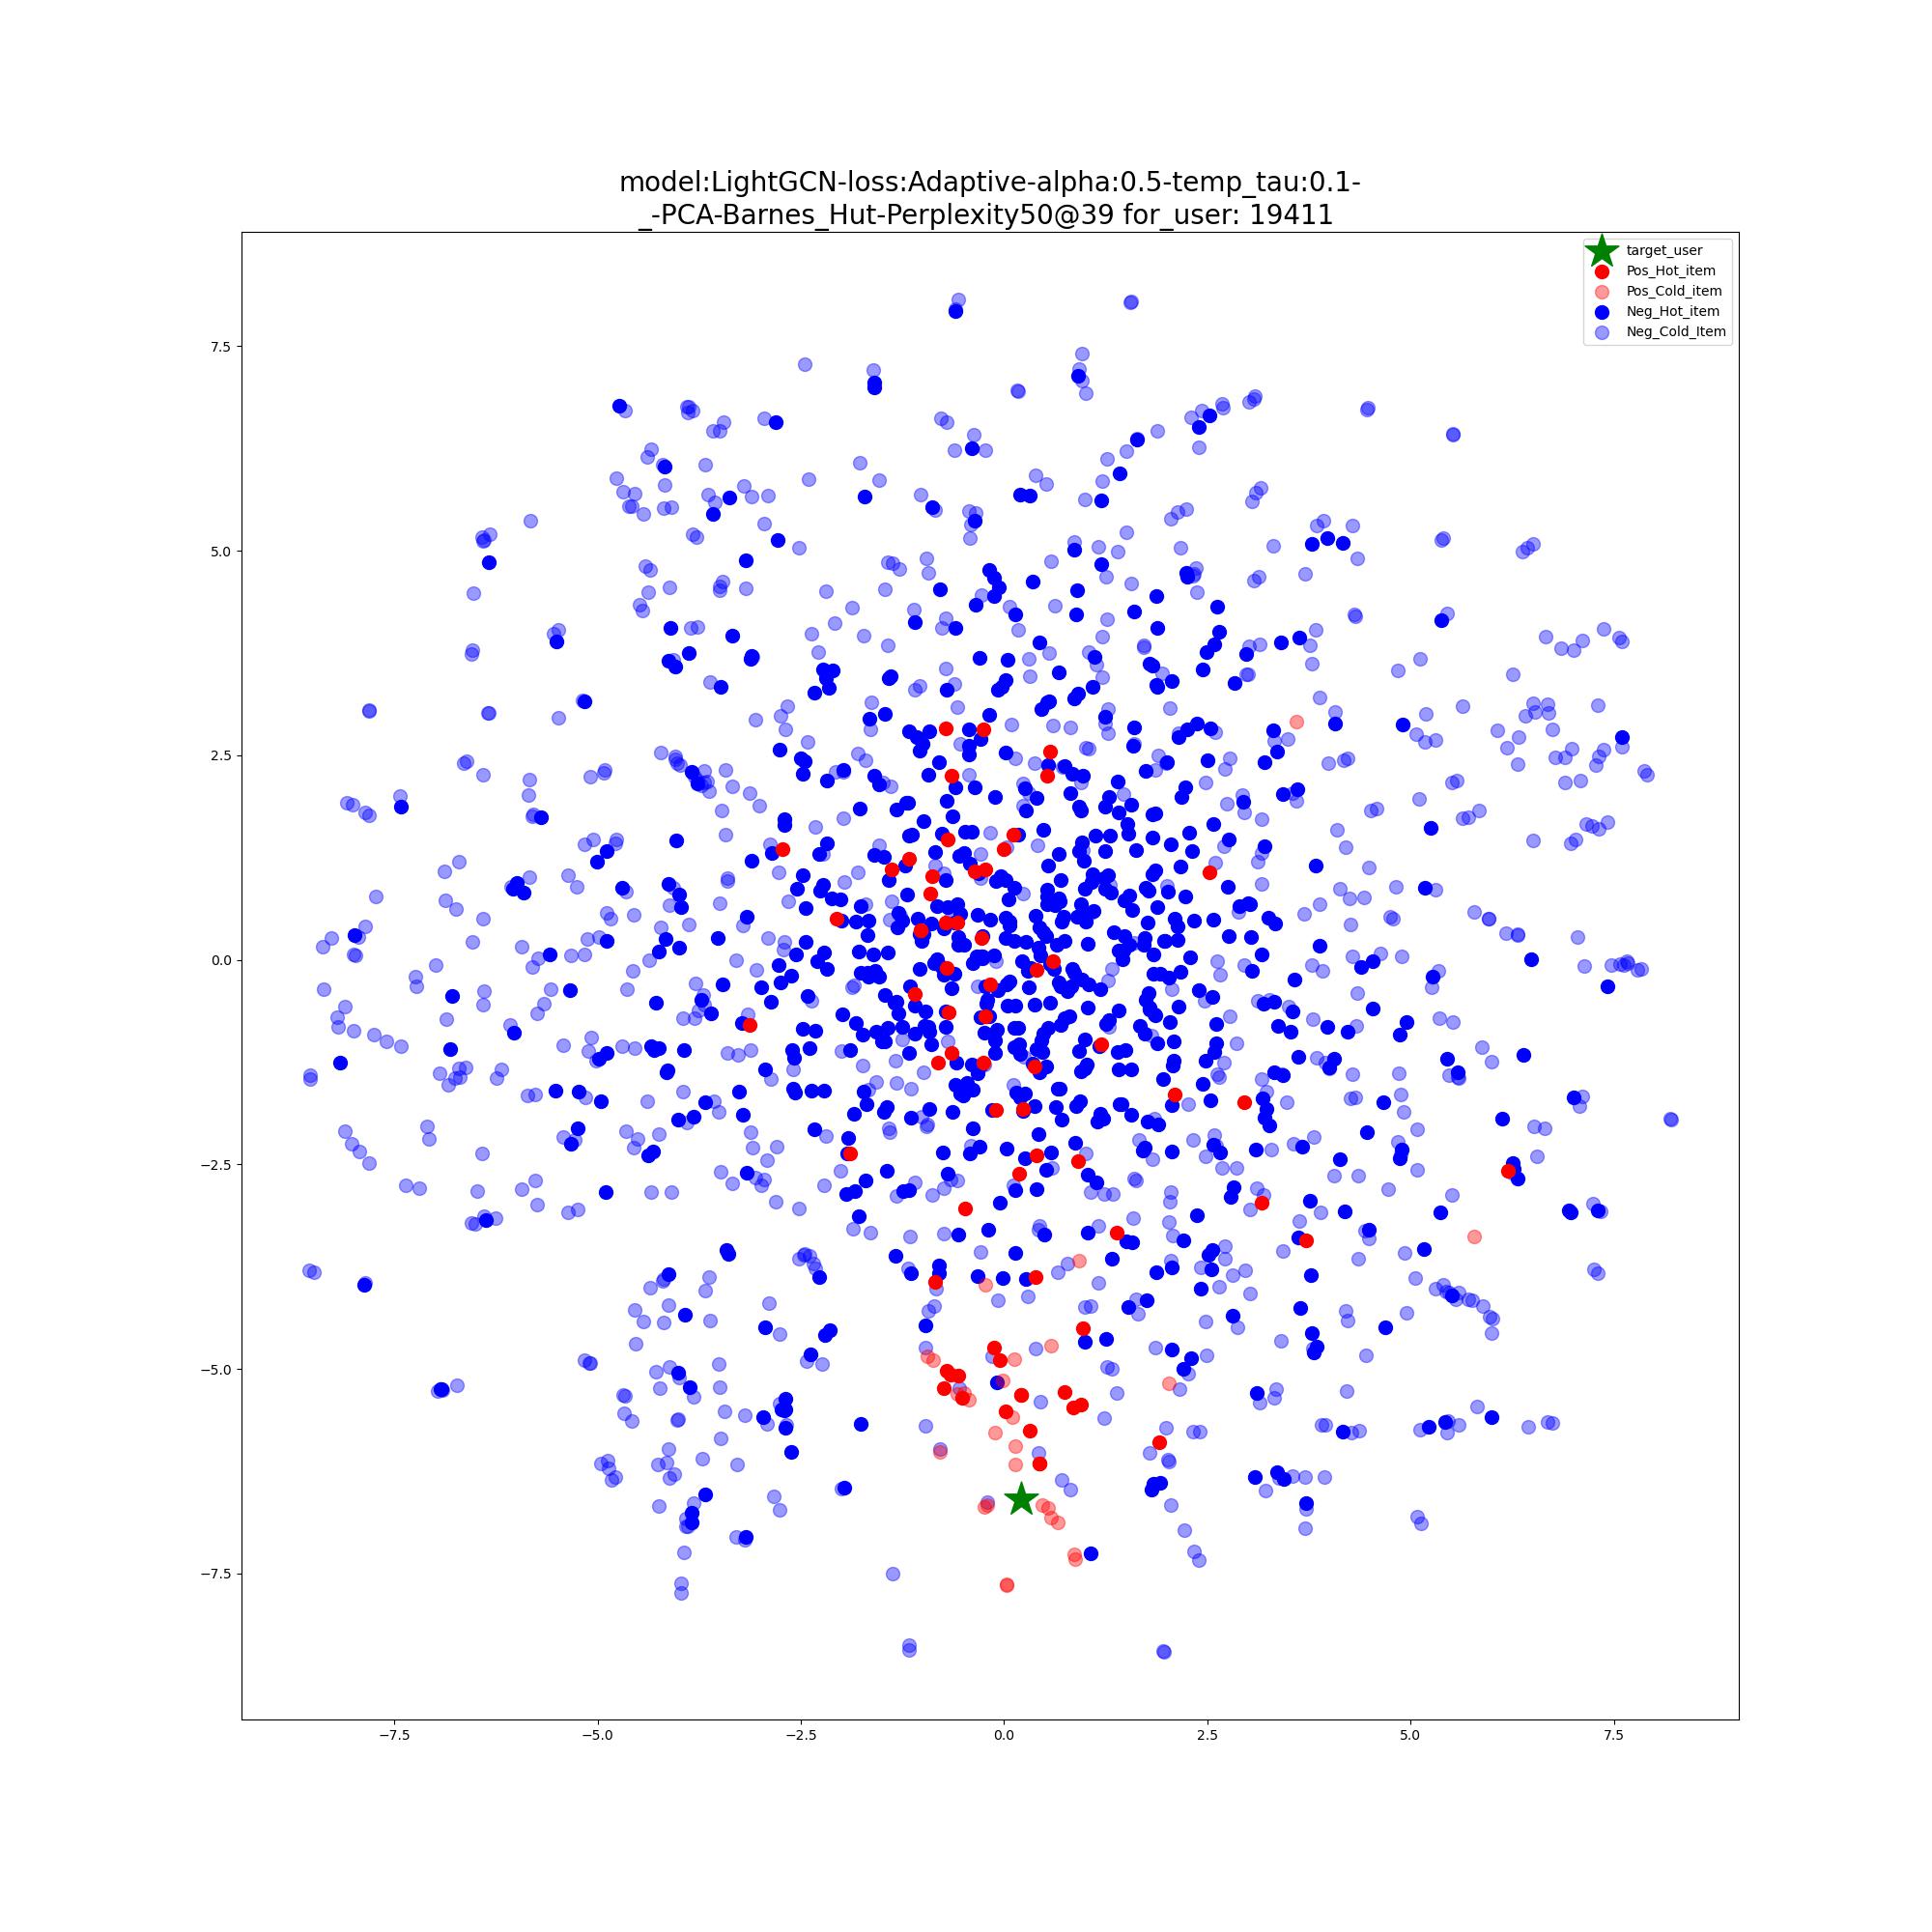 model:LightGCN-loss:Adaptive-alpha:0.5-temp_tau:0.1-
_-PCA-Barnes_Hut-Perplexity50@39 for_user: 19411
target_user
Pos_Hot_item
Pos_Cold_item
Neg_Hot_item
Neg_Cold_Item
7.5
5.0
2.5
0.0
−2.5
−5.0
−7.5
−7.5 −5.0 −2.5 0.0 2.5 5.0 7.5